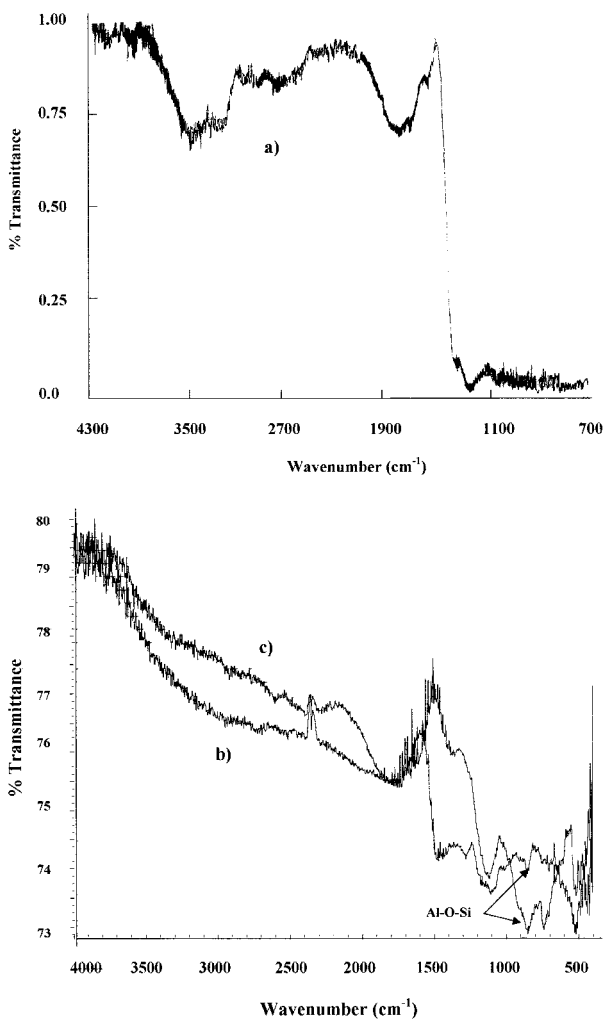 1.00
0.75
a)
0.50
0.25
0.0
4300 3500 2700 1900 1100 700
Wavenumber (cm-1)
% Transmittance
80
79
78
c)
77
76
b)
75
74
Al-O-Si
73
4000 3500 3000 2500 2000 1500 1000 500
Wavenumber (cm-1)
% Transmittance